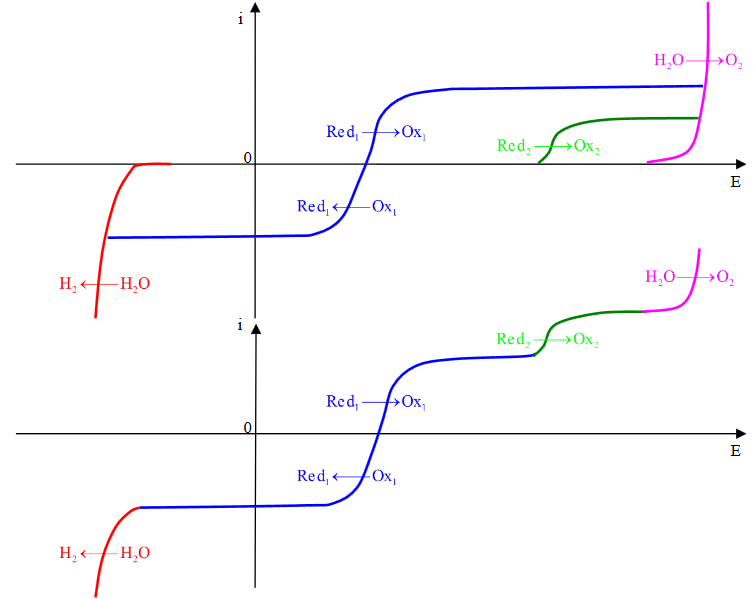 i
H₂O → O₂
Red₁ → Ox₁
Red₂ → Ox₂
0
E
Red₁ ← Ox₁
H₂ ← H₂O
i
H₂O → O₂
Red₂ → Ox₂
Red₁ → Ox₁
0
E
Red₁ ← Ox₁
H₂ ← H₂O